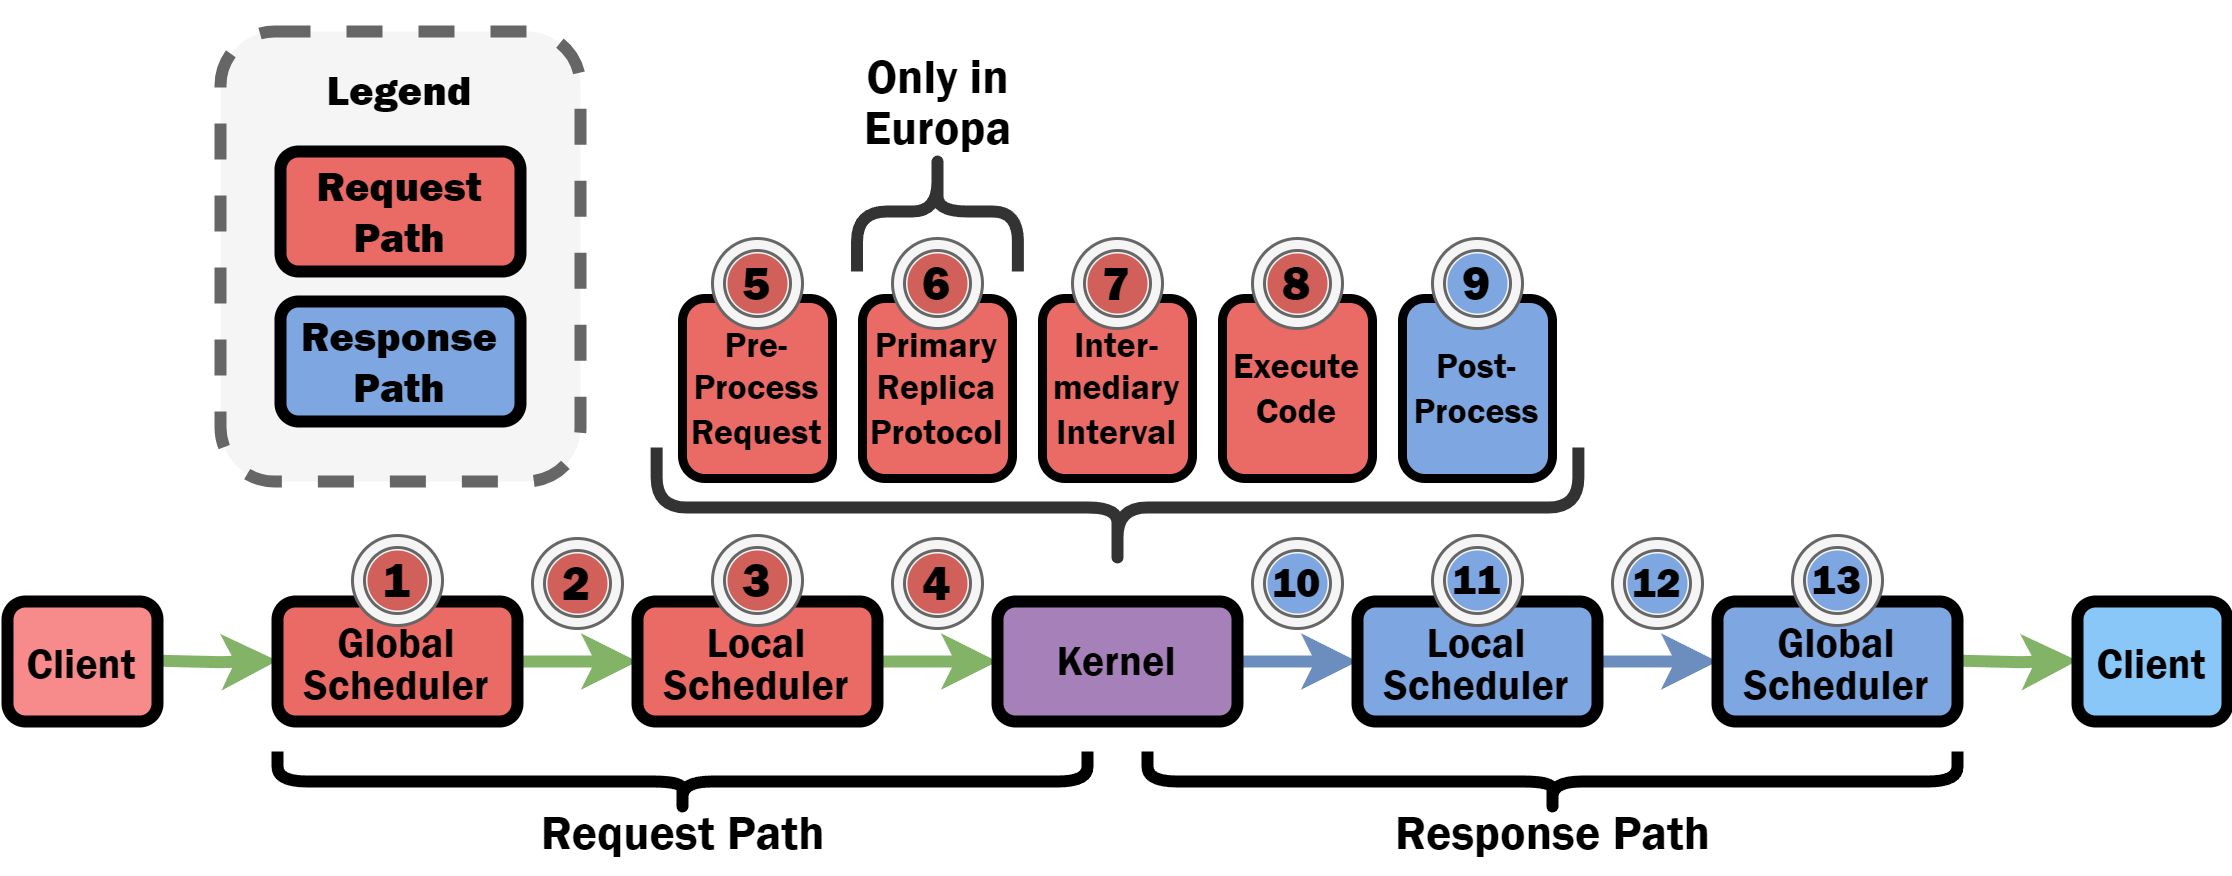 Legend
Request
Path
Response
Path
Only in
Europa
5
Pre-
Process
Request
6
Primary
Replica
Protocol
7
Inter-
mediary
Interval
8
Execute
Code
9
Post-
Process
Client
1
Global
Scheduler
2
3
Local
Scheduler
4
Kernel
10
11
Local
Scheduler
12
13
Global
Scheduler
Client
Request Path
Response Path